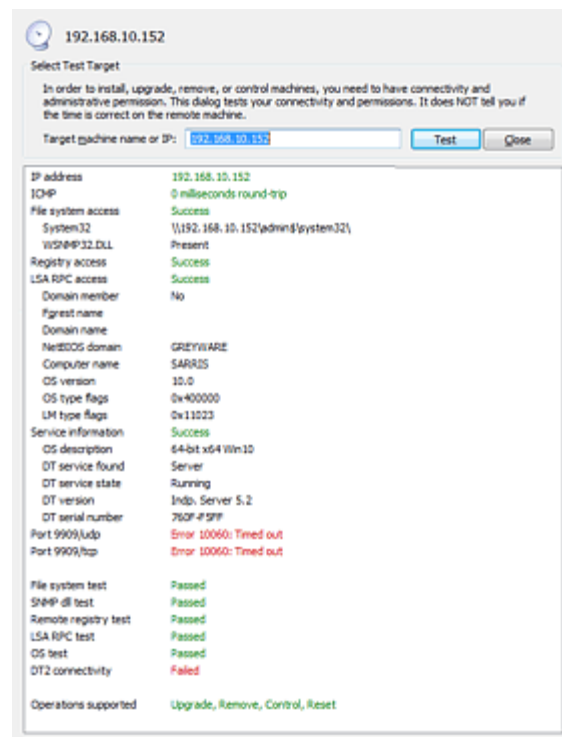 192.168.10.152
Select Test Target
In order to install, upgrade, remove, or control machines, you need to have connectivity and
administrative permission. This dialog tests your connectivity and permissions. It does NOT tell you if
the time is correct on the remote machine.
Target machine name or IP: 192.168.10.152 Test Close
IP address 192.168.10.152
ICMP 0 milliseconds round-trip
File system access Success
System32 \\192.168.10.152\admin$\system32\
WSNMP32.DLL Present
Registry access Success
LSA RPC access Success
Domain member No
Forest name
Domain name
NetBIOS domain GREYWARE
Computer name SARRIS
OS version 10.0
OS type flags 0x400000
LM type flags 0x11023
Service information Success
OS description 64-bit x64 Win10
DT service found Server
DT service state Running
DT version Indp. Server 5.2
DT serial number 760F-F5FF
Port 9909/udp Error 10060: Timed out
Port 9909/tcp Error 10060: Timed out
File system test Passed
SNMP dll test Passed
Remote registry test Passed
LSA RPC test Passed
OS test Passed
DT2 connectivity Failed
Operations supported Upgrade, Remove, Control, Reset